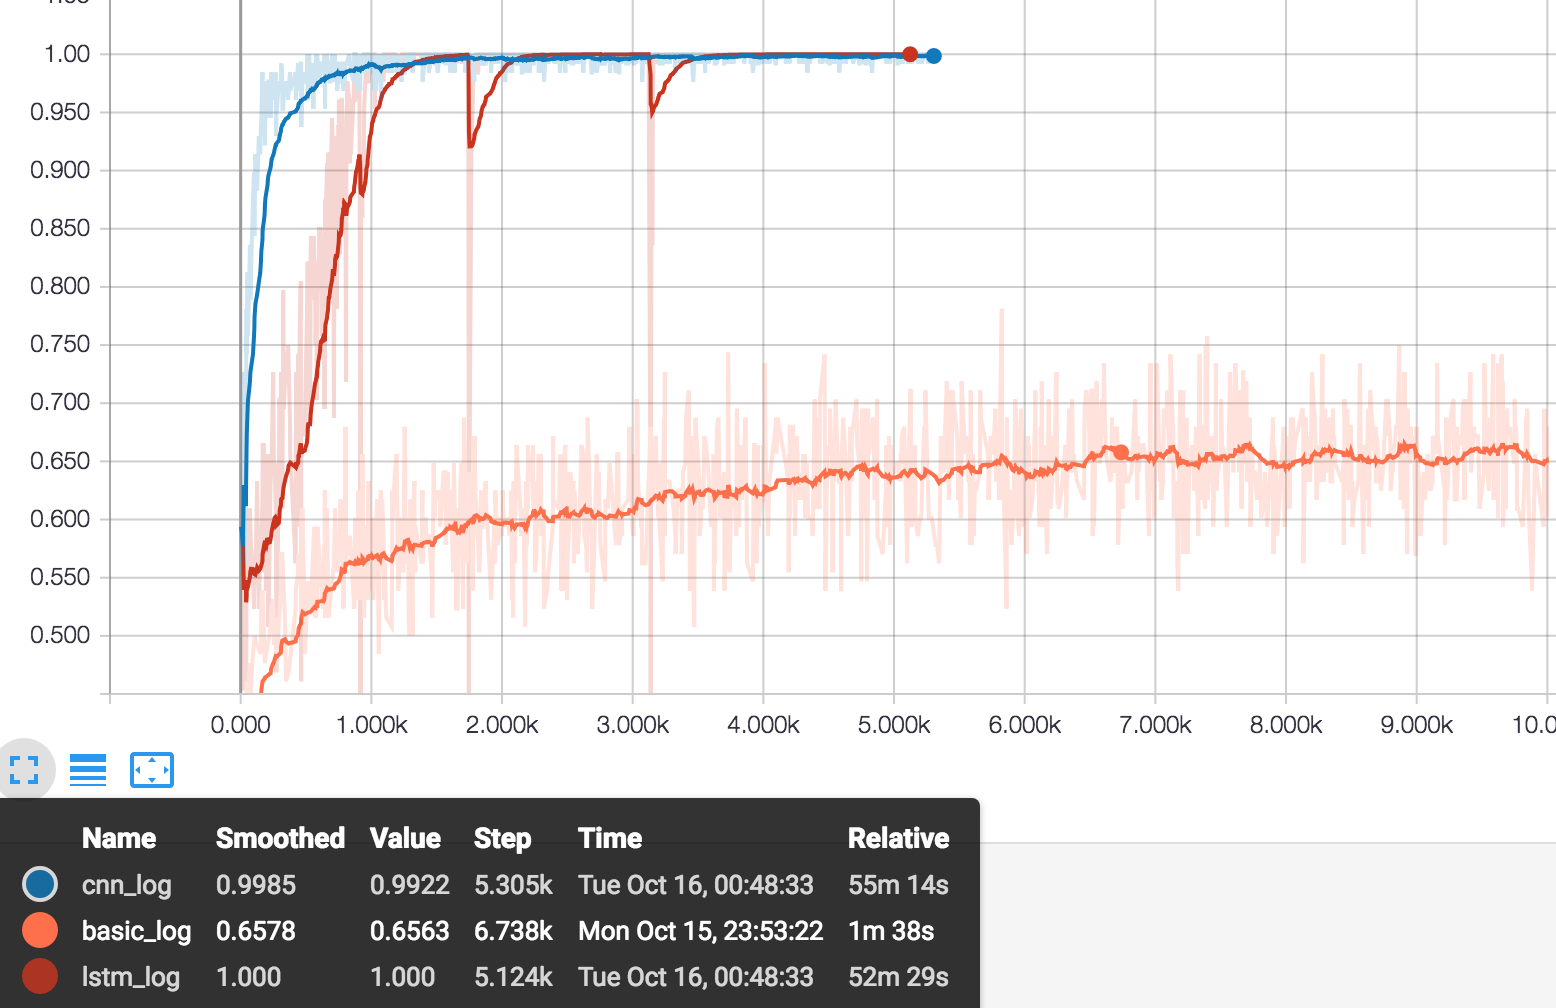 1.00
0.950
0.900
0.850
0.800
0.750
0.700
0.650
0.600
0.550
0.500
0.000 1.000k 2.000k 3.000k 4.000k 5.000k 6.000k 7.000k 8.000k 9.000k 10.0
Name Smoothed Value Step Time Relative
cnn_log 0.9985 0.9922 5.305k Tue Oct 16, 00:48:33 55m 14s
basic_log 0.6578 0.6563 6.738k Mon Oct 15, 23:53:22 1m 38s
lstm_log 1.000 1.000 5.124k Tue Oct 16, 00:48:33 52m 29s